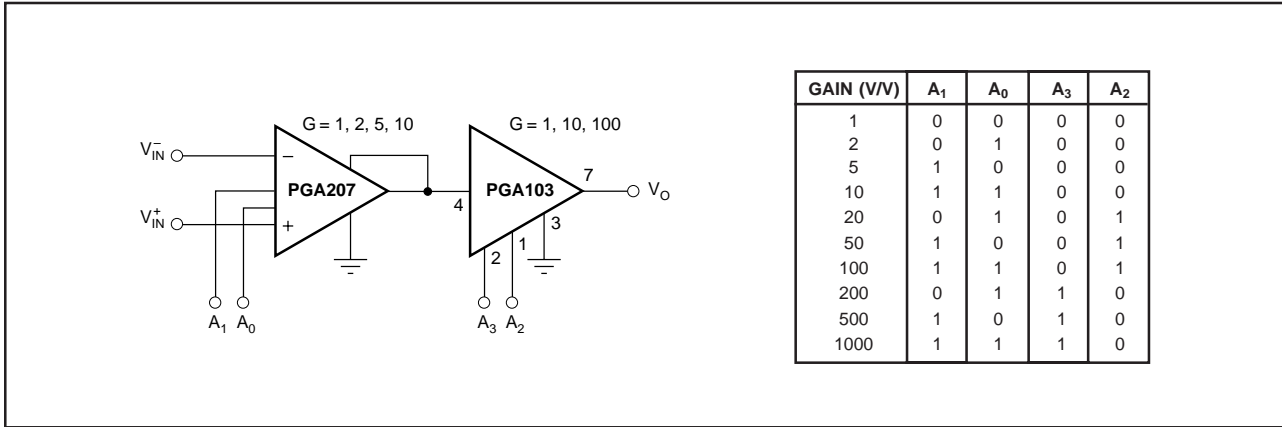 G = 1, 2, 5, 10
G = 1, 10, 100
V⁻IN
−
PGA207
PGA103
7
VO
4
V⁺IN
+
3
1
2
A1 A0
A3 A2
GAIN (V/V) A1 A0 A3 A2
1 0 0 0 0
2 0 1 0 0
5 1 0 0 0
10 1 1 0 0
20 0 1 0 1
50 1 0 0 1
100 1 1 0 1
200 0 1 1 0
500 1 0 1 0
1000 1 1 1 0